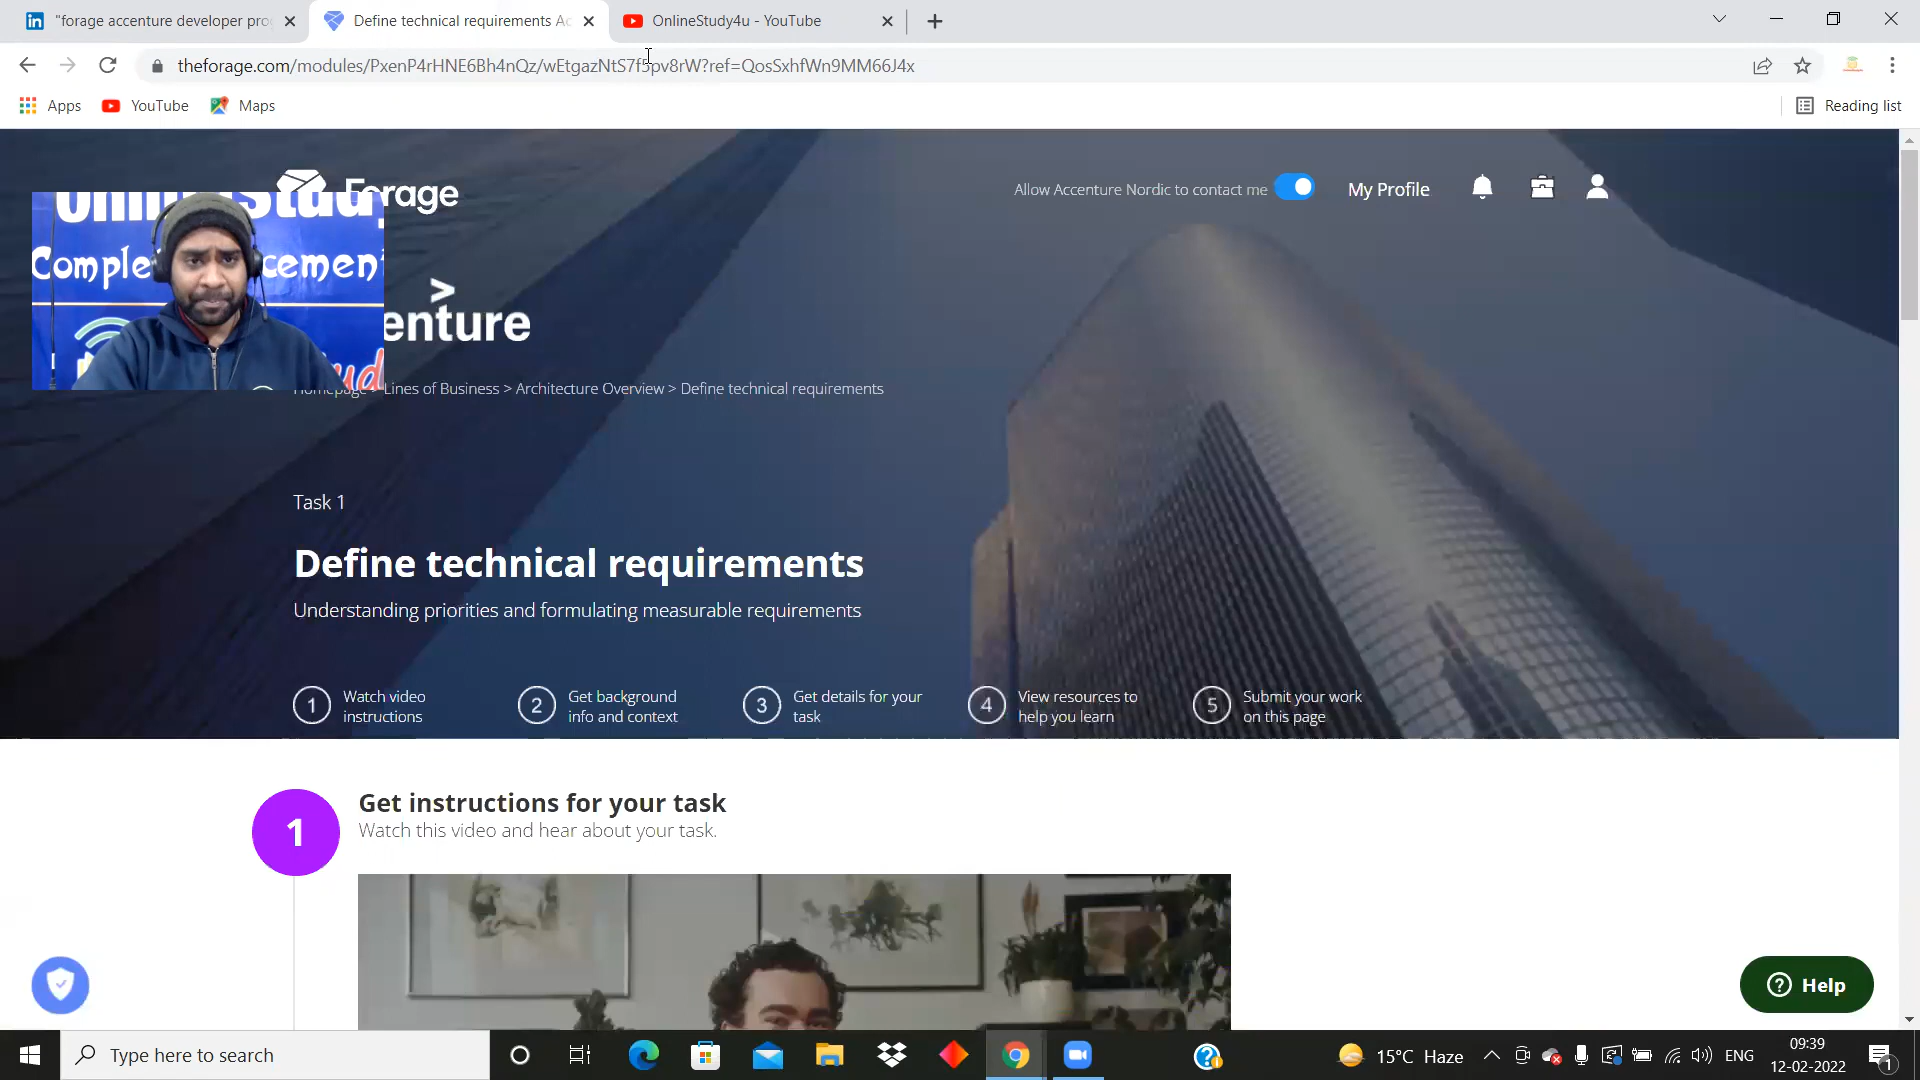 "forage accenture developer pro
Define technical requirements Ac
OnlineStudy4u - YouTube
theforage.com/modules/PxenP4rHNE6Bh4nQz/wEtgazNtS7f5pv8rW?ref=QosSxhfWn9MM66J4x
Apps
YouTube
Maps
Reading list
Forage
Allow Accenture Nordic to contact me
My Profile
Comple cement
enture
Homepage > Lines of Business > Architecture Overview > Define technical requirements
Task 1
Define technical requirements
Understanding priorities and formulating measurable requirements
1 Watch video instructions
2 Get background info and context
3 Get details for your task
4 View resources to help you learn
5 Submit your work on this page
1
Get instructions for your task
Watch this video and hear about your task.
Help
Type here to search
15°C Haze
ENG
09:39
12-02-2022
1